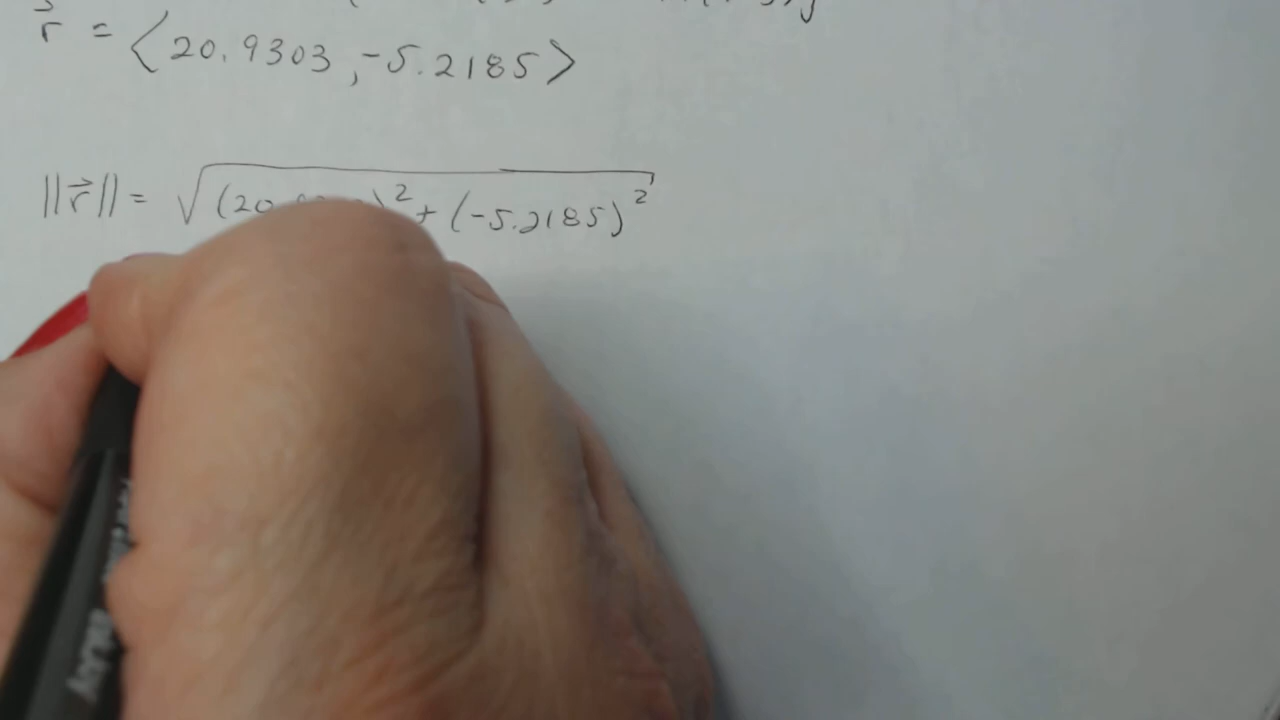 r⃗ = ⟨20.9303, -5.2185⟩
||r⃗|| = √(20 )² + (-5.2185)²